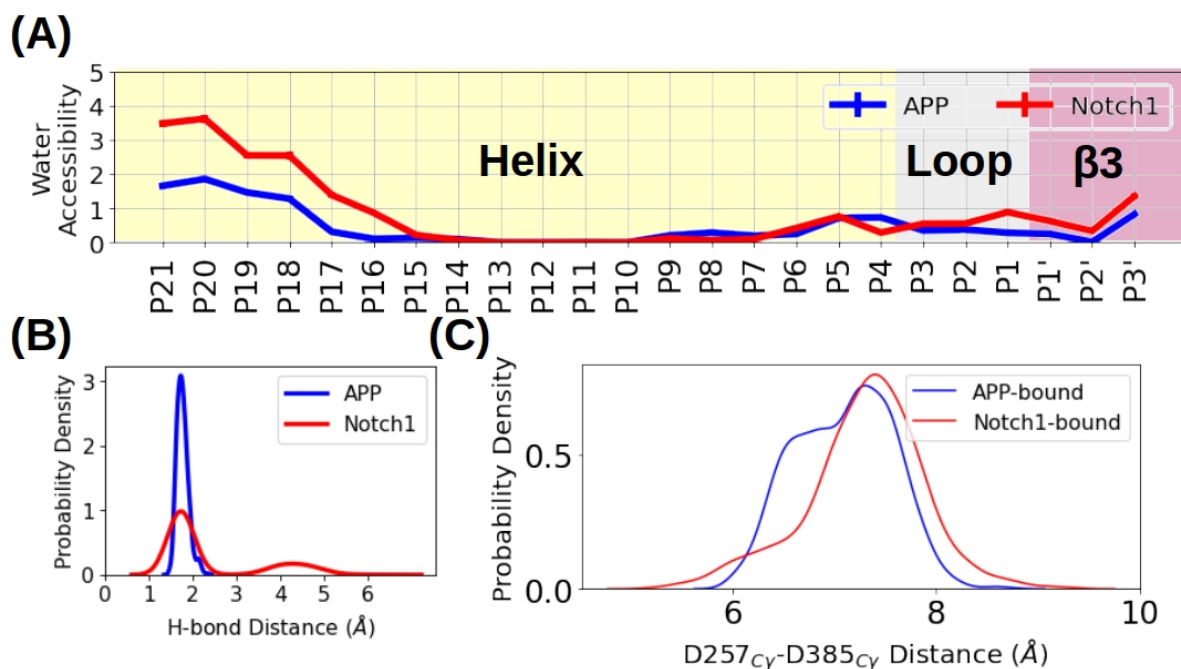 (A)
Water
Accessibility
5
4
3
2
1
0
APP
Notch1
Helix
Loop
β3
P21
P20
P19
P18
P17
P16
P15
P14
P13
P12
P11
P10
P9
P8
P7
P6
P5
P4
P3
P2
P1
P1'
P2'
P3'
(B)
Probability Density
3
2
1
0
APP
Notch1
0 1 2 3 4 5 6
H-bond Distance (Å)
(C)
Probability Density
0.5
0.0
APP-bound
Notch1-bound
6 8 10
D257Cγ-D385Cγ Distance (Å)